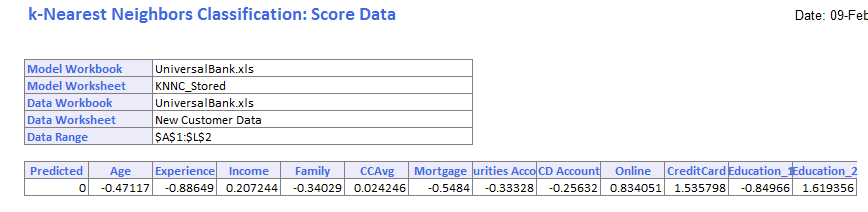 k-Nearest Neighbors Classification: Score Data Date: 09-Feb
Model Workbook UniversalBank.xls
Model Worksheet KNNC_Stored
Data Workbook UniversalBank.xls
Data Worksheet New Customer Data
Data Range $A$1:$L$2
Predicted Age Experience Income Family CCAvg Mortgage urities Acco CD Account Online CreditCard Education_1 Education_2
0 -0.47117 -0.88649 0.207244 -0.34029 0.024246 -0.5484 -0.33328 -0.25632 0.834051 1.535798 -0.84966 1.619356